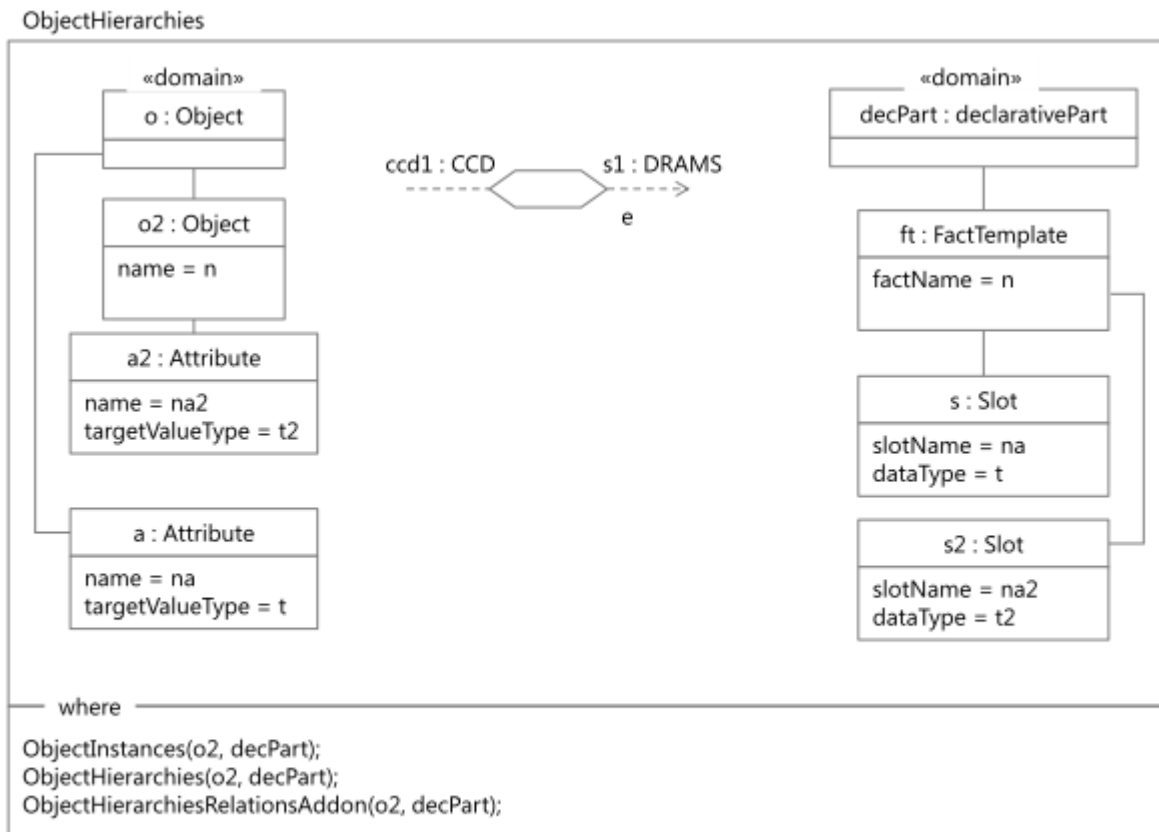 ObjectHierarchies
«domain»
o : Object
o2 : Object
name = n
a2 : Attribute
name = na2
targetValueType = t2
a : Attribute
name = na
targetValueType = t
ccd1 : CCD
s1 : DRAMS
e
«domain»
decPart : declarativePart
ft : FactTemplate
factName = n
s : Slot
slotName = na
dataType = t
s2 : Slot
slotName = na2
dataType = t2
where
ObjectInstances(o2, decPart);
ObjectHierarchies(o2, decPart);
ObjectHierarchiesRelationsAddon(o2, decPart);